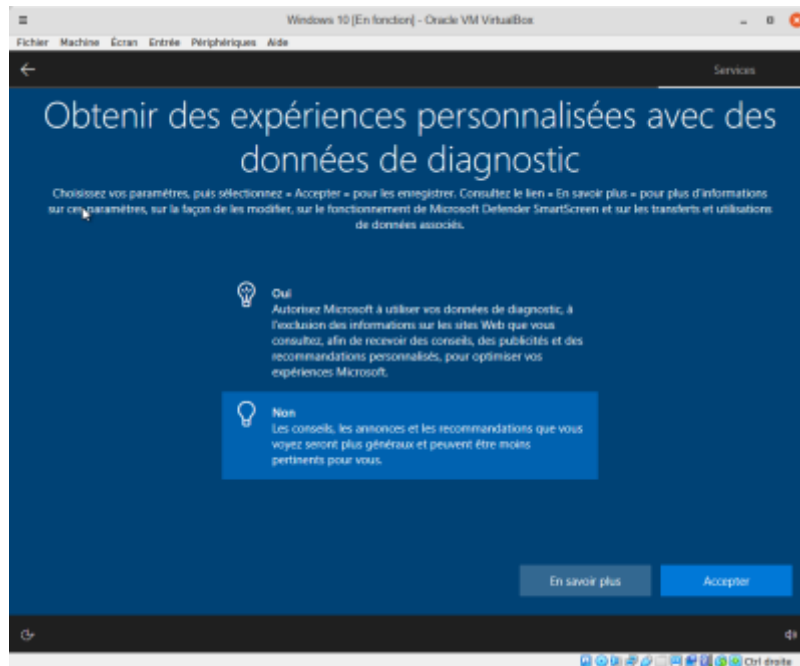 Windows 10 [En fonction] - Oracle VM VirtualBox
Fichier Machine Écran Entrée Périphériques Aide
Services
Obtenir des expériences personnalisées avec des
données de diagnostic
Choisissez vos paramètres, puis sélectionnez « Accepter » pour les enregistrer. Consultez le lien « En savoir plus » pour plus d'informations
sur ces paramètres, sur la façon de les modifier, sur le fonctionnement de Microsoft Defender SmartScreen et sur les transferts et utilisations
de données associés.
Oui
Autorisez Microsoft à utiliser vos données de diagnostic, à
l'exclusion des informations sur les sites Web que vous
consultez, afin de recevoir des conseils, des publicités et des
recommandations personnalisés, pour optimiser vos
expériences Microsoft.
Non
Les conseils, les annonces et les recommandations que vous
voyez seront plus généraux et peuvent être moins
pertinents pour vous.
En savoir plus
Accepter
Ctrl droite